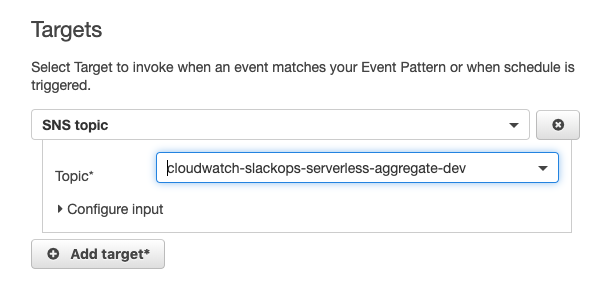 Targets
Select Target to invoke when an event matches your Event Pattern or when schedule is
triggered.
SNS topic
Topic*
cloudwatch-slackops-serverless-aggregate-dev
Configure input
Add target*